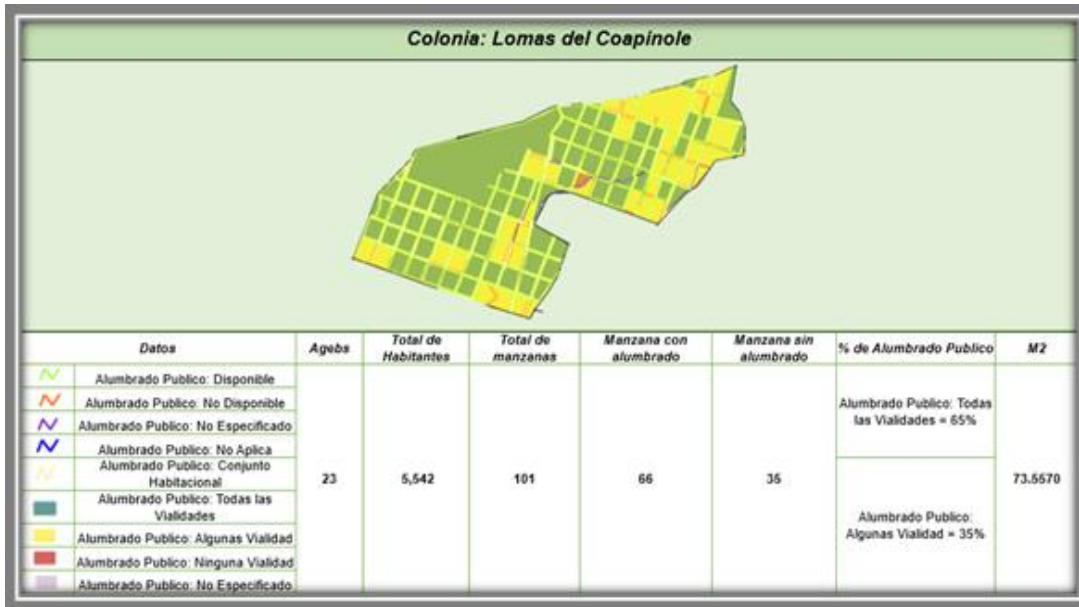 Colonia: Lomas del Coapinole
Datos
Agebs
Total de
Habitantes
Total de
manzanas
Manzana con
alumbrado
Manzana sin
alumbrado
% de Alumbrado Publico
M2
Alumbrado Publico: Disponible
Alumbrado Publico: No Disponible
Alumbrado Publico: No Especificado
Alumbrado Publico: No Aplica
Alumbrado Publico: Conjunto
Habitacional
Alumbrado Publico: Todas las
Vialidades
Alumbrado Publico: Algunas Vialidad
Alumbrado Publico: Ninguna Vialidad
Alumbrado Publico: No Especificado
23
5,542
101
66
35
Alumbrado Publico: Todas
las Vialidades = 65%
Alumbrado Publico:
Algunas Vialidad = 35%
73.5570